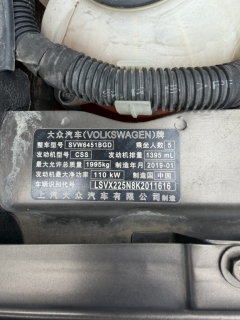 大众汽车(VOLKSWAGEN)牌
整车型号 SVW6451BGD 乘坐人数 5
发动机型号 CSS 发动机排量 1395 mL
最大允许总质量 1995kg 制造年月 2019-01
发动机最大净功率 110 kW 制造国 中国
车辆识别代号 LSVX225N8K2011616
上汽大众汽车有限公司 制造